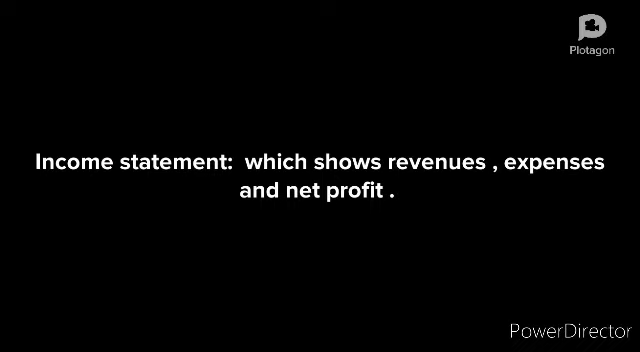 Plotagon
Income statement:  which shows revenues , expenses
and net profit .
PowerDirector